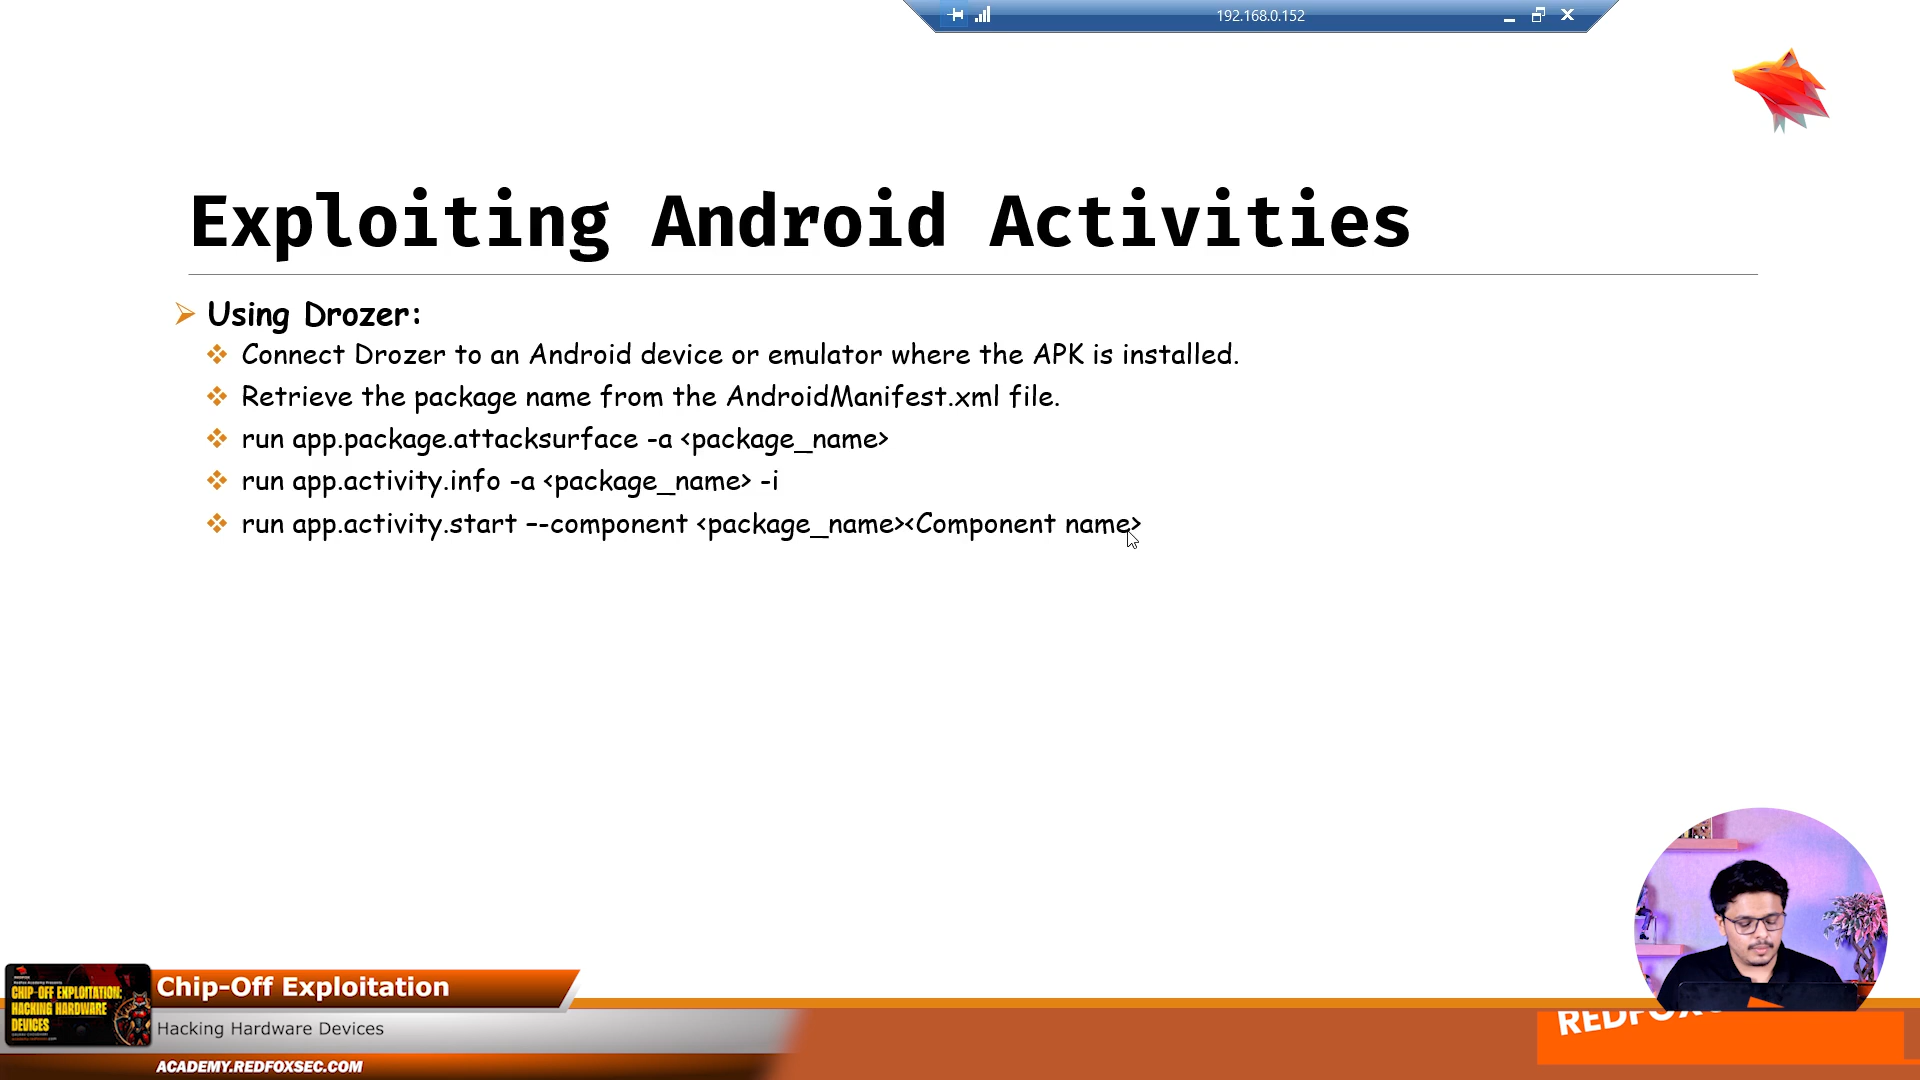 192.168.0.152
Exploiting Android Activities
Using Drozer:
Connect Drozer to an Android device or emulator where the APK is installed.
Retrieve the package name from the AndroidManifest.xml file.
run app.package.attacksurface -a <package_name>
run app.activity.info -a <package_name> -i
run app.activity.start –-component <package_name><Component name>
CHIP-OFF EXPLOITATION:
HACKING HARDWARE
DEVICES
Chip-Off Exploitation
Hacking Hardware Devices
ACADEMY.REDFOXSEC.COM